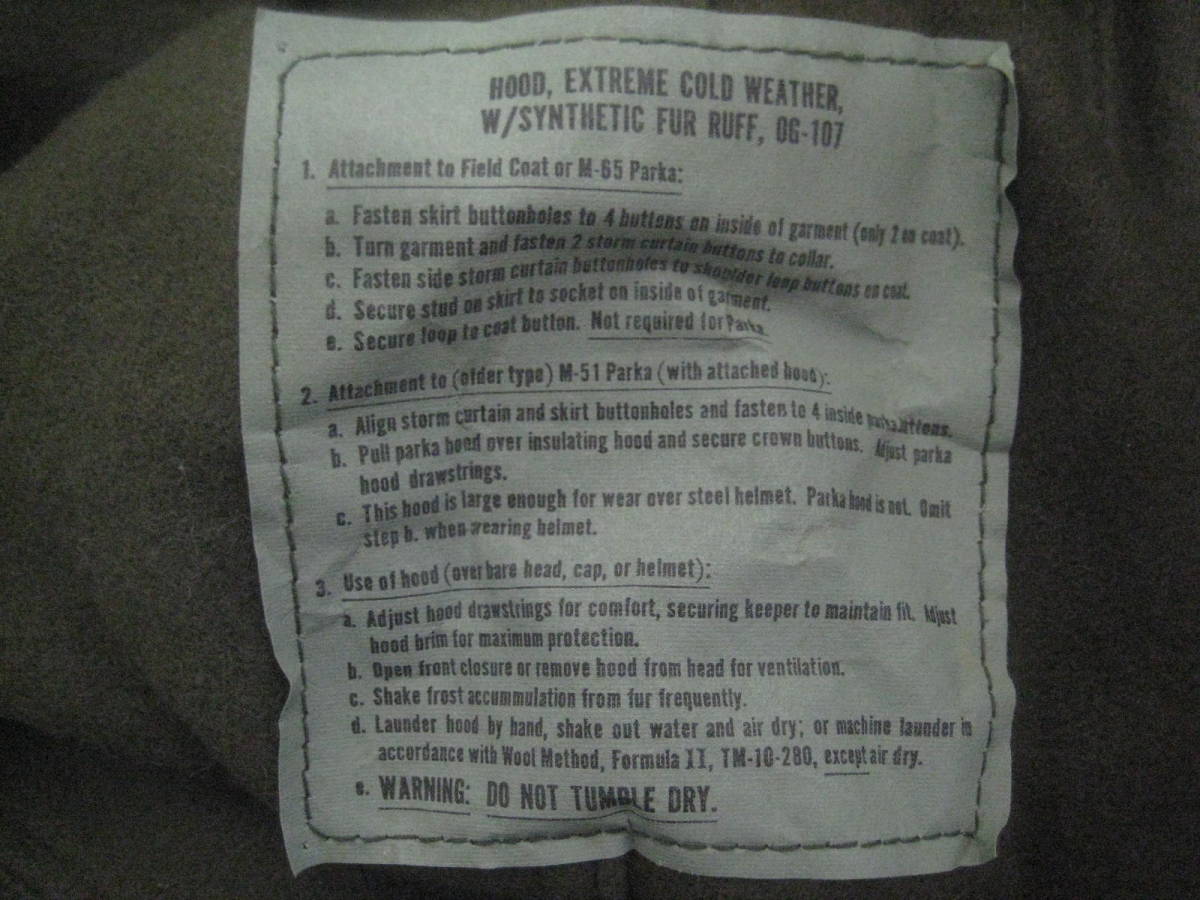 HOOD, EXTREME COLD WEATHER,
W/SYNTHETIC FUR RUFF, OG-107
1. Attachment to Field Coat or M-65 Parka:
a. Fasten skirt buttonholes to 4 buttons on inside of garment (only 2 on coat).
b. Turn garment and fasten 2 storm curtain buttons to collar.
c. Fasten side storm curtain buttonholes to shoulder loop buttons on coat.
d. Secure stud on skirt to socket on inside of garment.
e. Secure loop to coat button. Not required for Parka.
2. Attachment to (older type) M-51 Parka (with attached hood):
a. Align storm curtain and skirt buttonholes and fasten to 4 inside parka buttons.
b. Pull parka hood over insulating hood and secure crown buttons. Adjust parka
hood drawstrings.
c. This hood is large enough for wear over steel helmet. Parka hood is not. Omit
step b. when wearing helmet.
3. Use of hood (over bare head, cap, or helmet):
a. Adjust hood drawstrings for comfort, securing keeper to maintain fit. Adjust
hood brim for maximum protection.
b. Open front closure or remove hood from head for ventilation.
c. Shake frost accummulation from fur frequently.
d. Launder hood by hand, shake out water and air dry; or machine launder in
accordance with Wool Method, Formula II, TM-10-280, except air dry.
e. WARNING: DO NOT TUMBLE DRY.